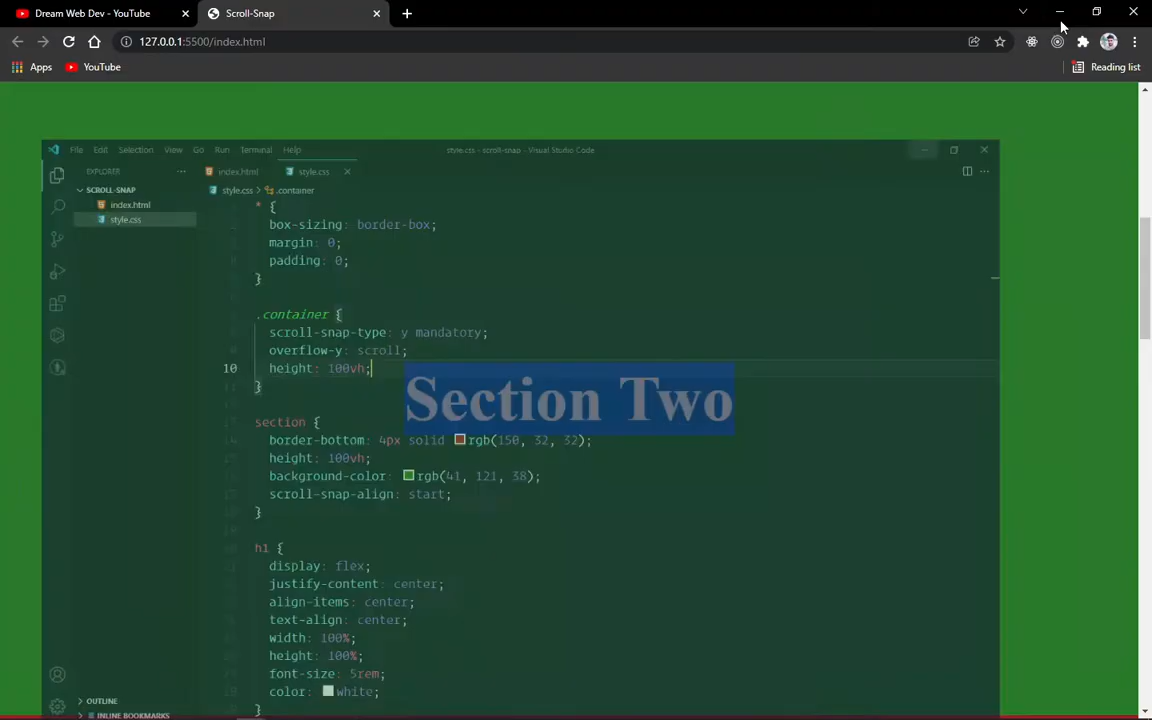 Dream Web Dev - YouTube
Scroll-Snap
127.0.0.1:5500/index.html
Apps
YouTube
Reading list
File Edit Selection View Go Run Terminal Help
style.css - scroll-snap - Visual Studio Code
EXPLORER
index.html
style.css
SCROLL-SNAP
index.html
style.css
style.css > .container
* {
box-sizing: border-box;
margin: 0;
padding: 0;
}
.container {
scroll-snap-type: y mandatory;
overflow-y: scroll;
10 height: 100vh;
}
Section Two
section {
14 border-bottom: 4px solid rgb(150, 32, 32);
height: 100vh;
background-color: rgb(41, 121, 38);
scroll-snap-align: start;
}
h1 {
display: flex;
justify-content: center;
align-items: center;
text-align: center;
width: 100%;
height: 100%;
font-size: 5rem;
color: white;
}
OUTLINE
INLINE BOOKMARKS